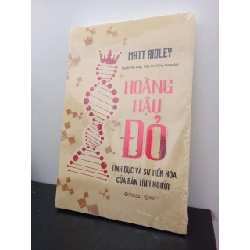 MATT RIDLEY
HOÀNG
HẬU
ĐỎ
TÌNH DỤC VÀ SỰ TIẾN HÓA
CỦA BẢN TÍNH NGƯỜI